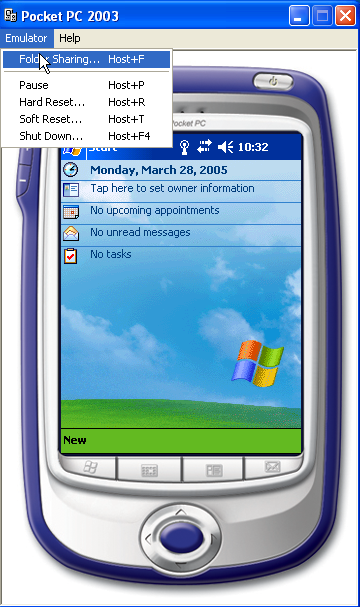 Pocket PC 2003
Emulator Help
Folder Sharing... Host+F
Pause Host+P
Hard Reset... Host+R
Soft Reset... Host+T
Shut Down... Host+F4
Pocket PC
Start 10:32
Monday, March 28, 2005
Tap here to set owner information
No upcoming appointments
No unread messages
No tasks
New